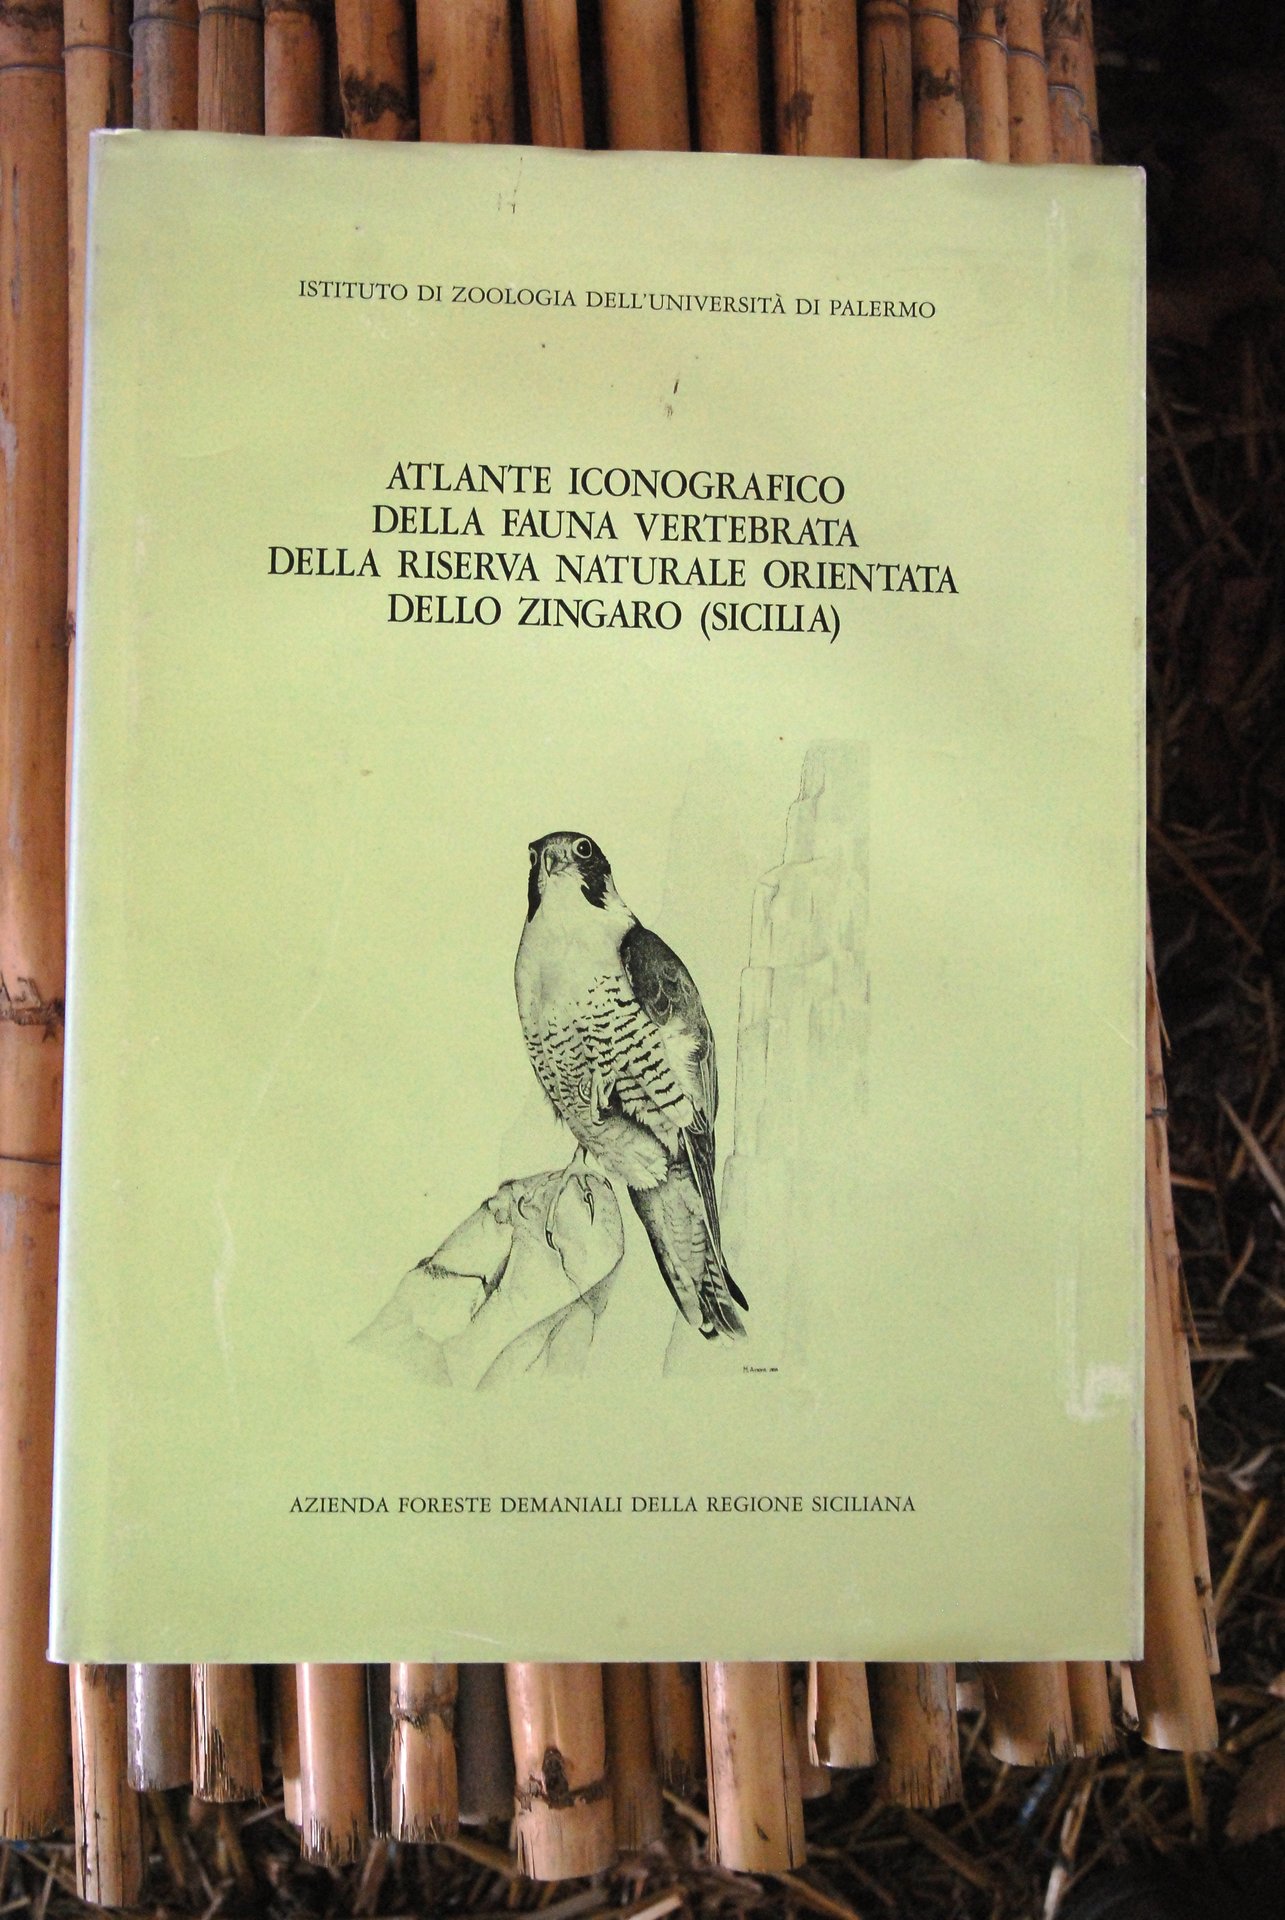 ISTITUTO DI ZOOLOGIA DELL'UNIVERSITÀ DI PALERMO
ATLANTE ICONOGRAFICO
DELLA FAUNA VERTEBRATA
DELLA RISERVA NATURALE ORIENTATA
DELLO ZINGARO (SICILIA)
AZIENDA FORESTE DEMANIALI DELLA REGIONE SICILIANA